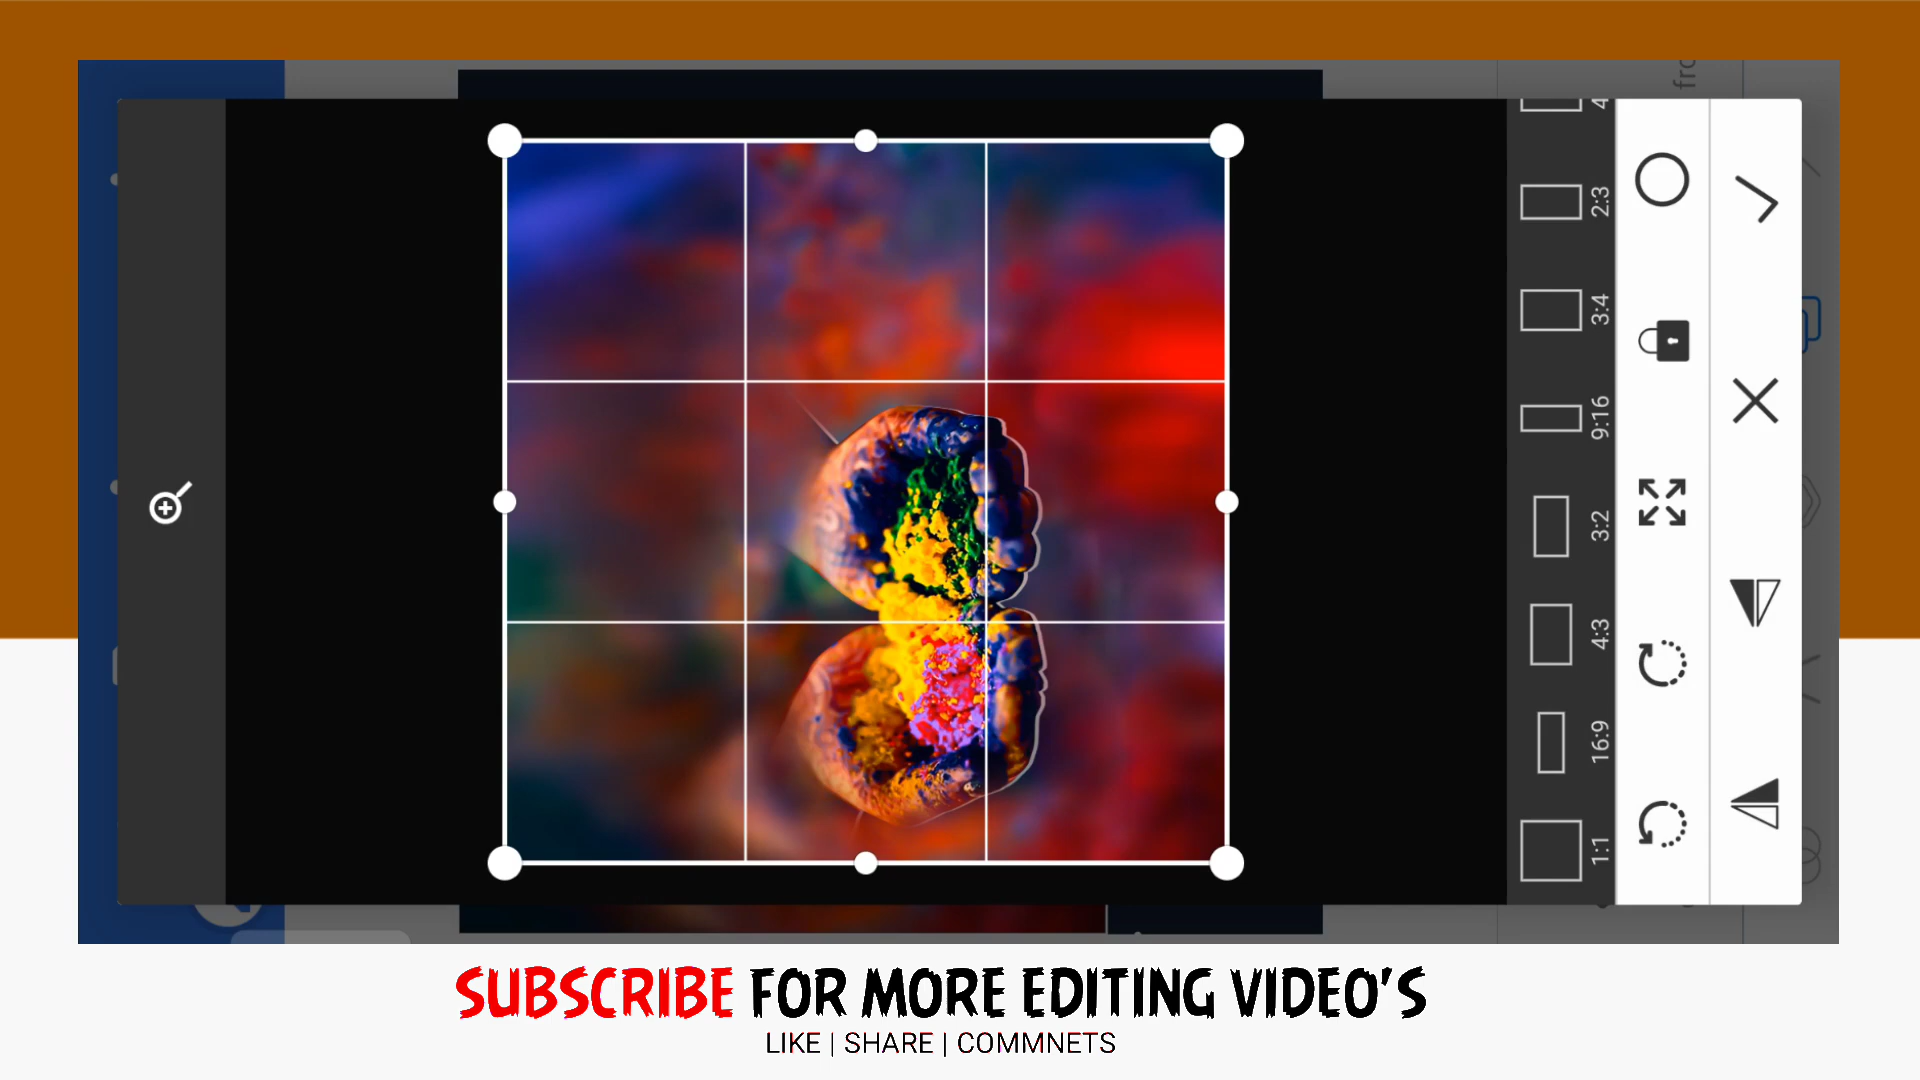 fro
4
2:3
3:4
9:16
3:2
4:3
16:9
1:1
SUBSCRIBE FOR MORE EDITING VIDEO'S
LIKE | SHARE | COMMNETS